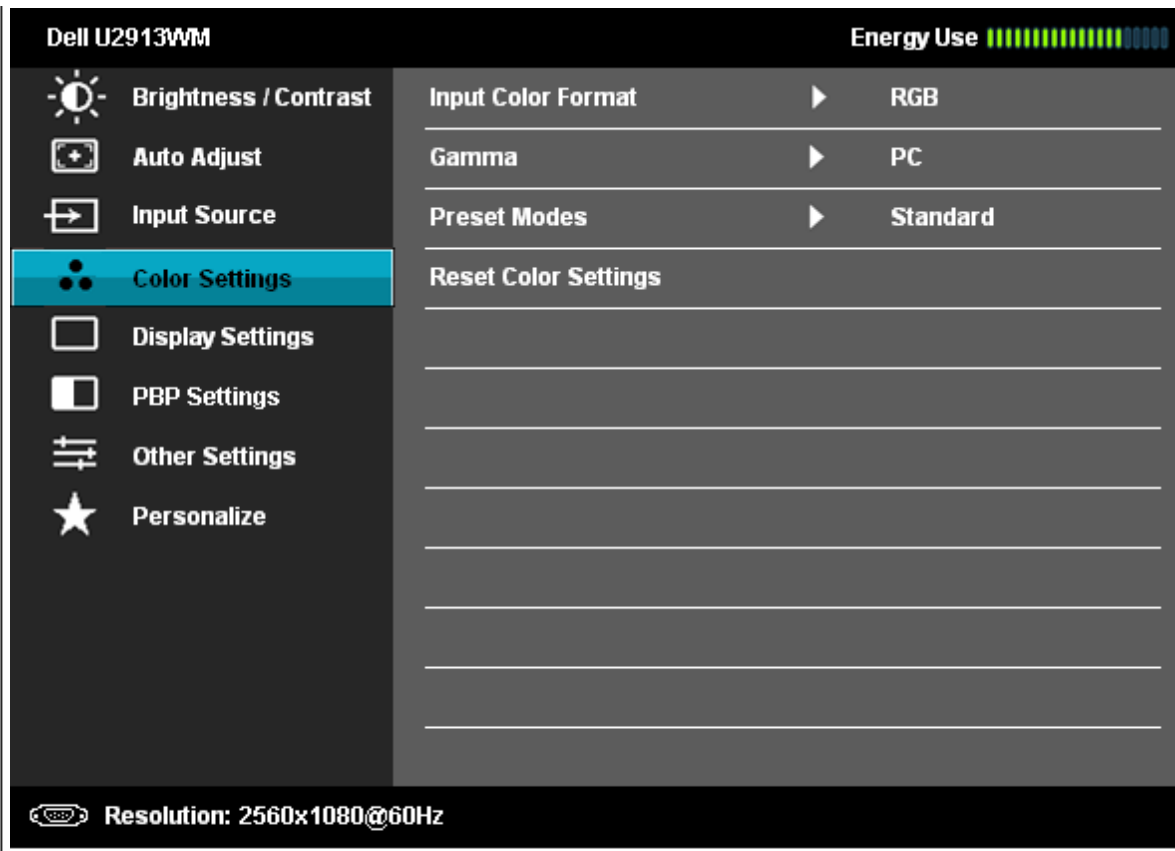 Dell U2913WM
Energy Use
Brightness / Contrast
Auto Adjust
Input Source
Color Settings
Display Settings
PBP Settings
Other Settings
Personalize
Input Color Format RGB
Gamma PC
Preset Modes Standard
Reset Color Settings
Resolution: 2560x1080@60Hz